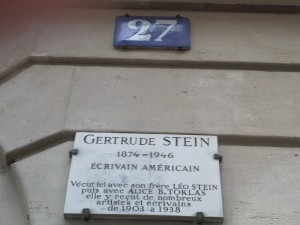 27
GERTRUDE STEIN
1874-1946
ÉCRIVAIN AMÉRICAIN
Vécut ici avec son frère LÉO STEIN
puis avec ALICE B. TOKLAS
elle y reçut de nombreux
artistes et écrivains
de 1903 à 1938